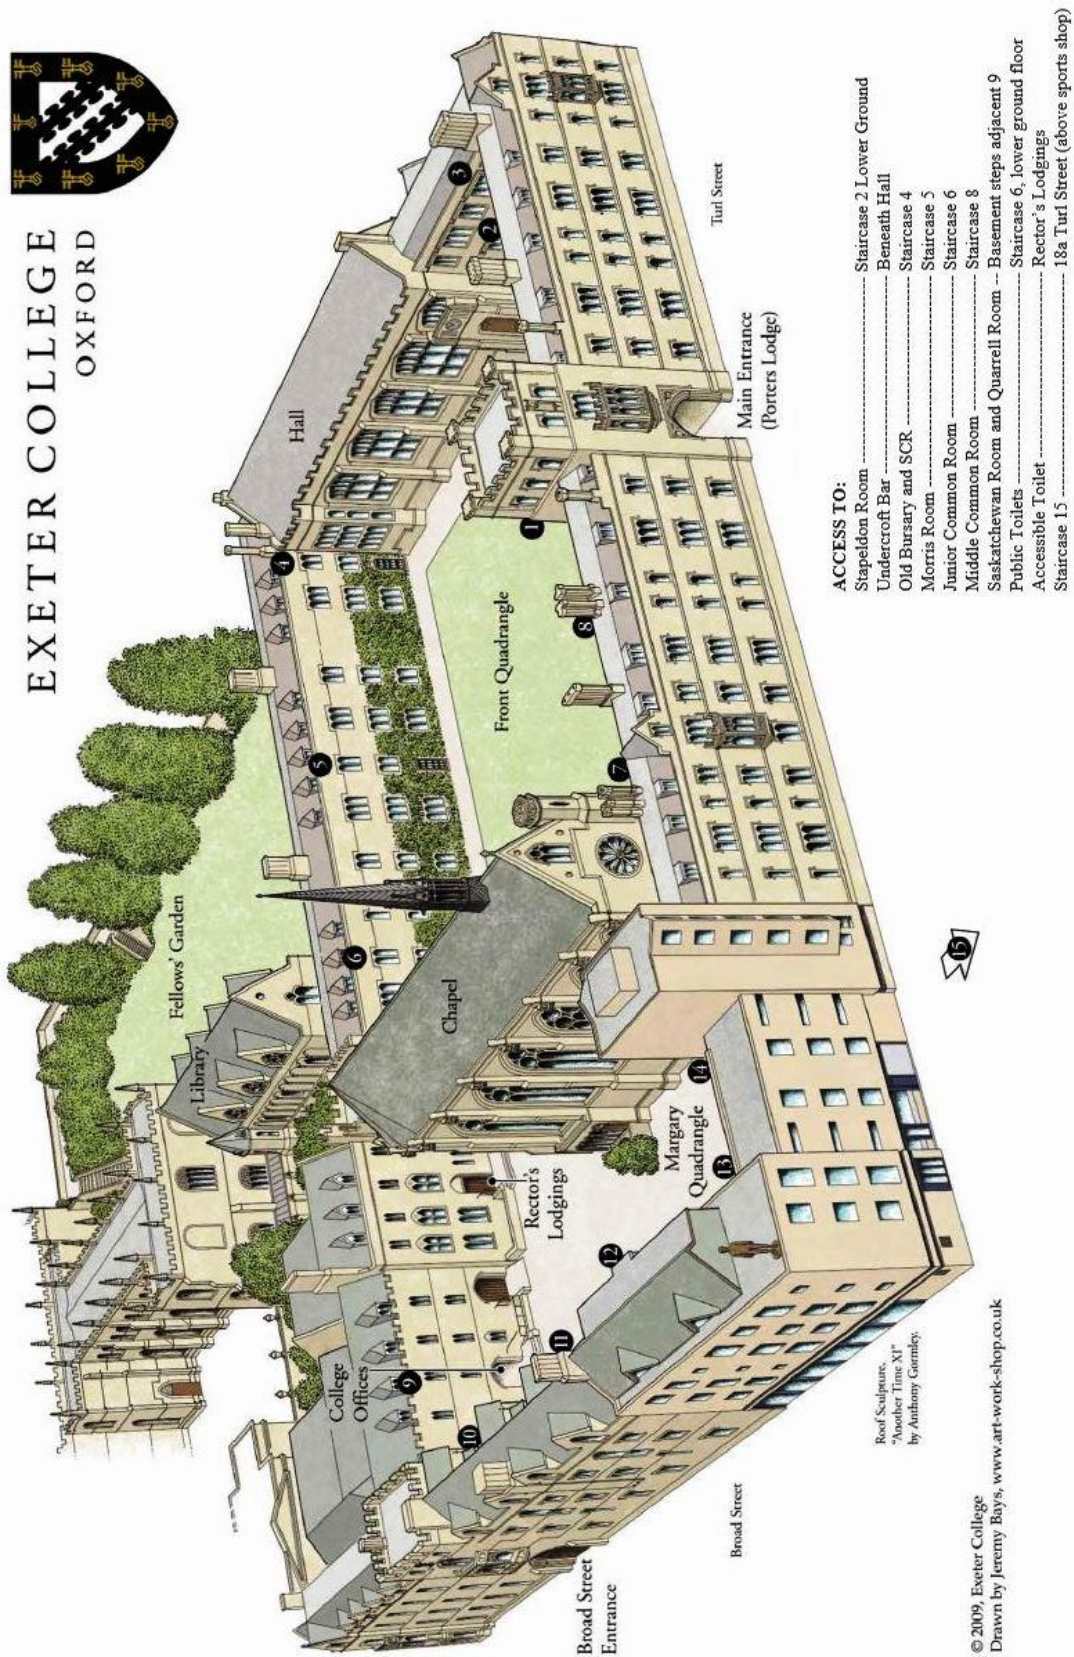 EXETER COLLEGE
OXFORD
Fellows' Garden
Library
Hall
Front Quadrangle
Chapel
College
Offices
Rector's
Lodgings
Margary
Quadrangle
1
2
3
4
5
6
7
8
9
10
11
12
13
14
15
Turl Street
Main Entrance
(Porters Lodge)
Broad Street
Entrance
Broad Street
Roof Sculpture,
"Another Time XI"
by Anthony Gormley.
ACCESS TO:
Stapeldon Room ---------- Staircase 2 Lower Ground
Undercroft Bar ---------- Beneath Hall
Old Bursary and SCR ---------- Staircase 4
Morris Room ---------- Staircase 5
Junior Common Room ---------- Staircase 6
Middle Common Room ---------- Staircase 8
Saskatchewan Room and Quarrell Room -- Basement steps adjacent 9
Public Toilets ---------- Staircase 6, lower ground floor
Accessible Toilet ---------- Rector's Lodgings
Staircase 15 ---------- 18a Turl Street (above sports shop)
© 2009, Exeter College
Drawn by Jeremy Bays, www.art-work-shop.co.uk